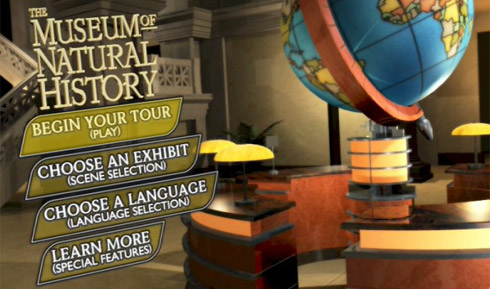 THE
MUSEUM OF
NATURAL
HISTORY
BEGIN YOUR TOUR
(PLAY)
CHOOSE AN EXHIBIT
(SCENE SELECTION)
CHOOSE A LANGUAGE
(LANGUAGE SELECTION)
LEARN MORE
(SPECIAL FEATURES)